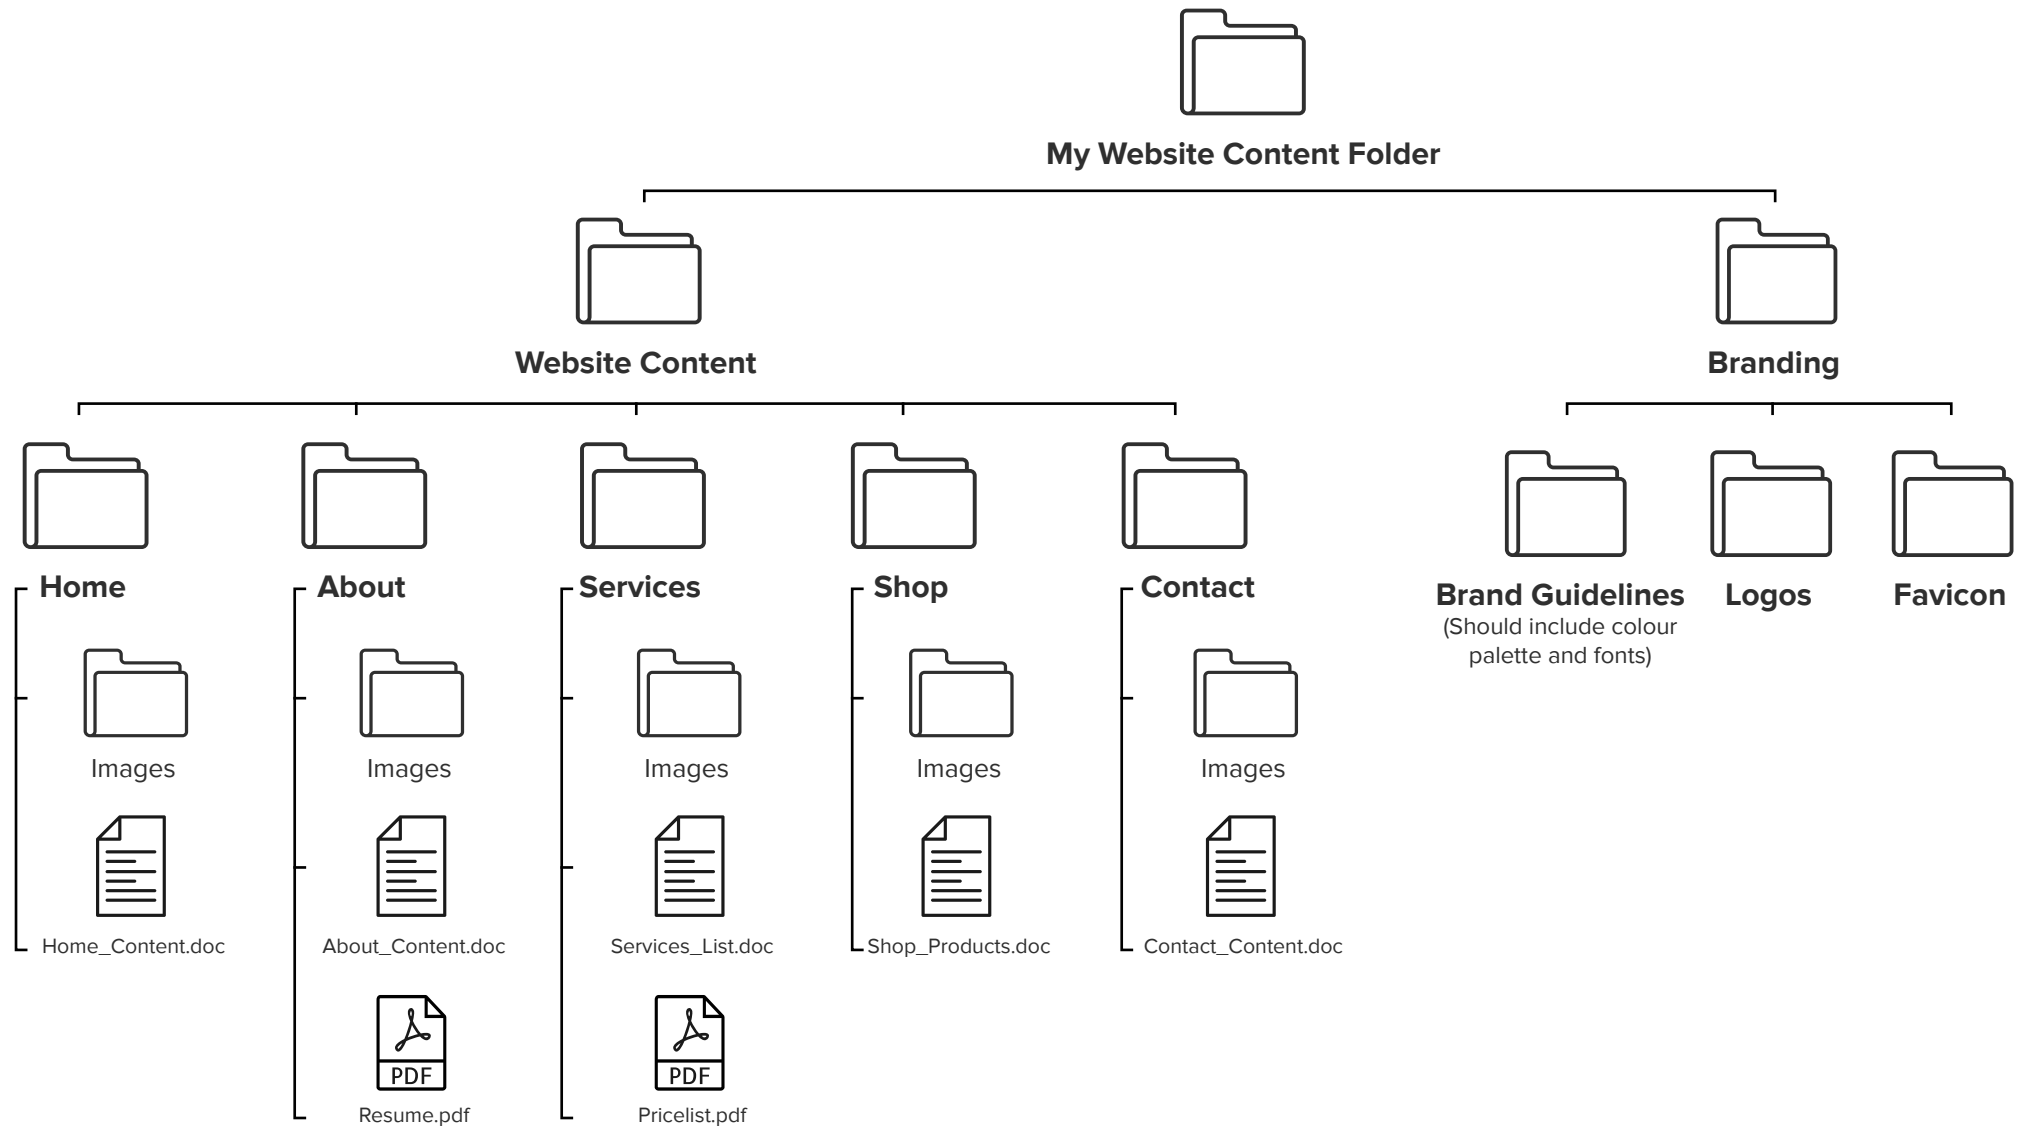 My Website Content Folder
Website Content
Branding
Home
About
Services
Shop
Contact
Brand Guidelines
(Should include colour
palette and fonts)
Logos
Favicon
Images
Images
Images
Images
Images
Home_Content.doc
About_Content.doc
Services_List.doc
Shop_Products.doc
Contact_Content.doc
PDF
PDF
Resume.pdf
Pricelist.pdf